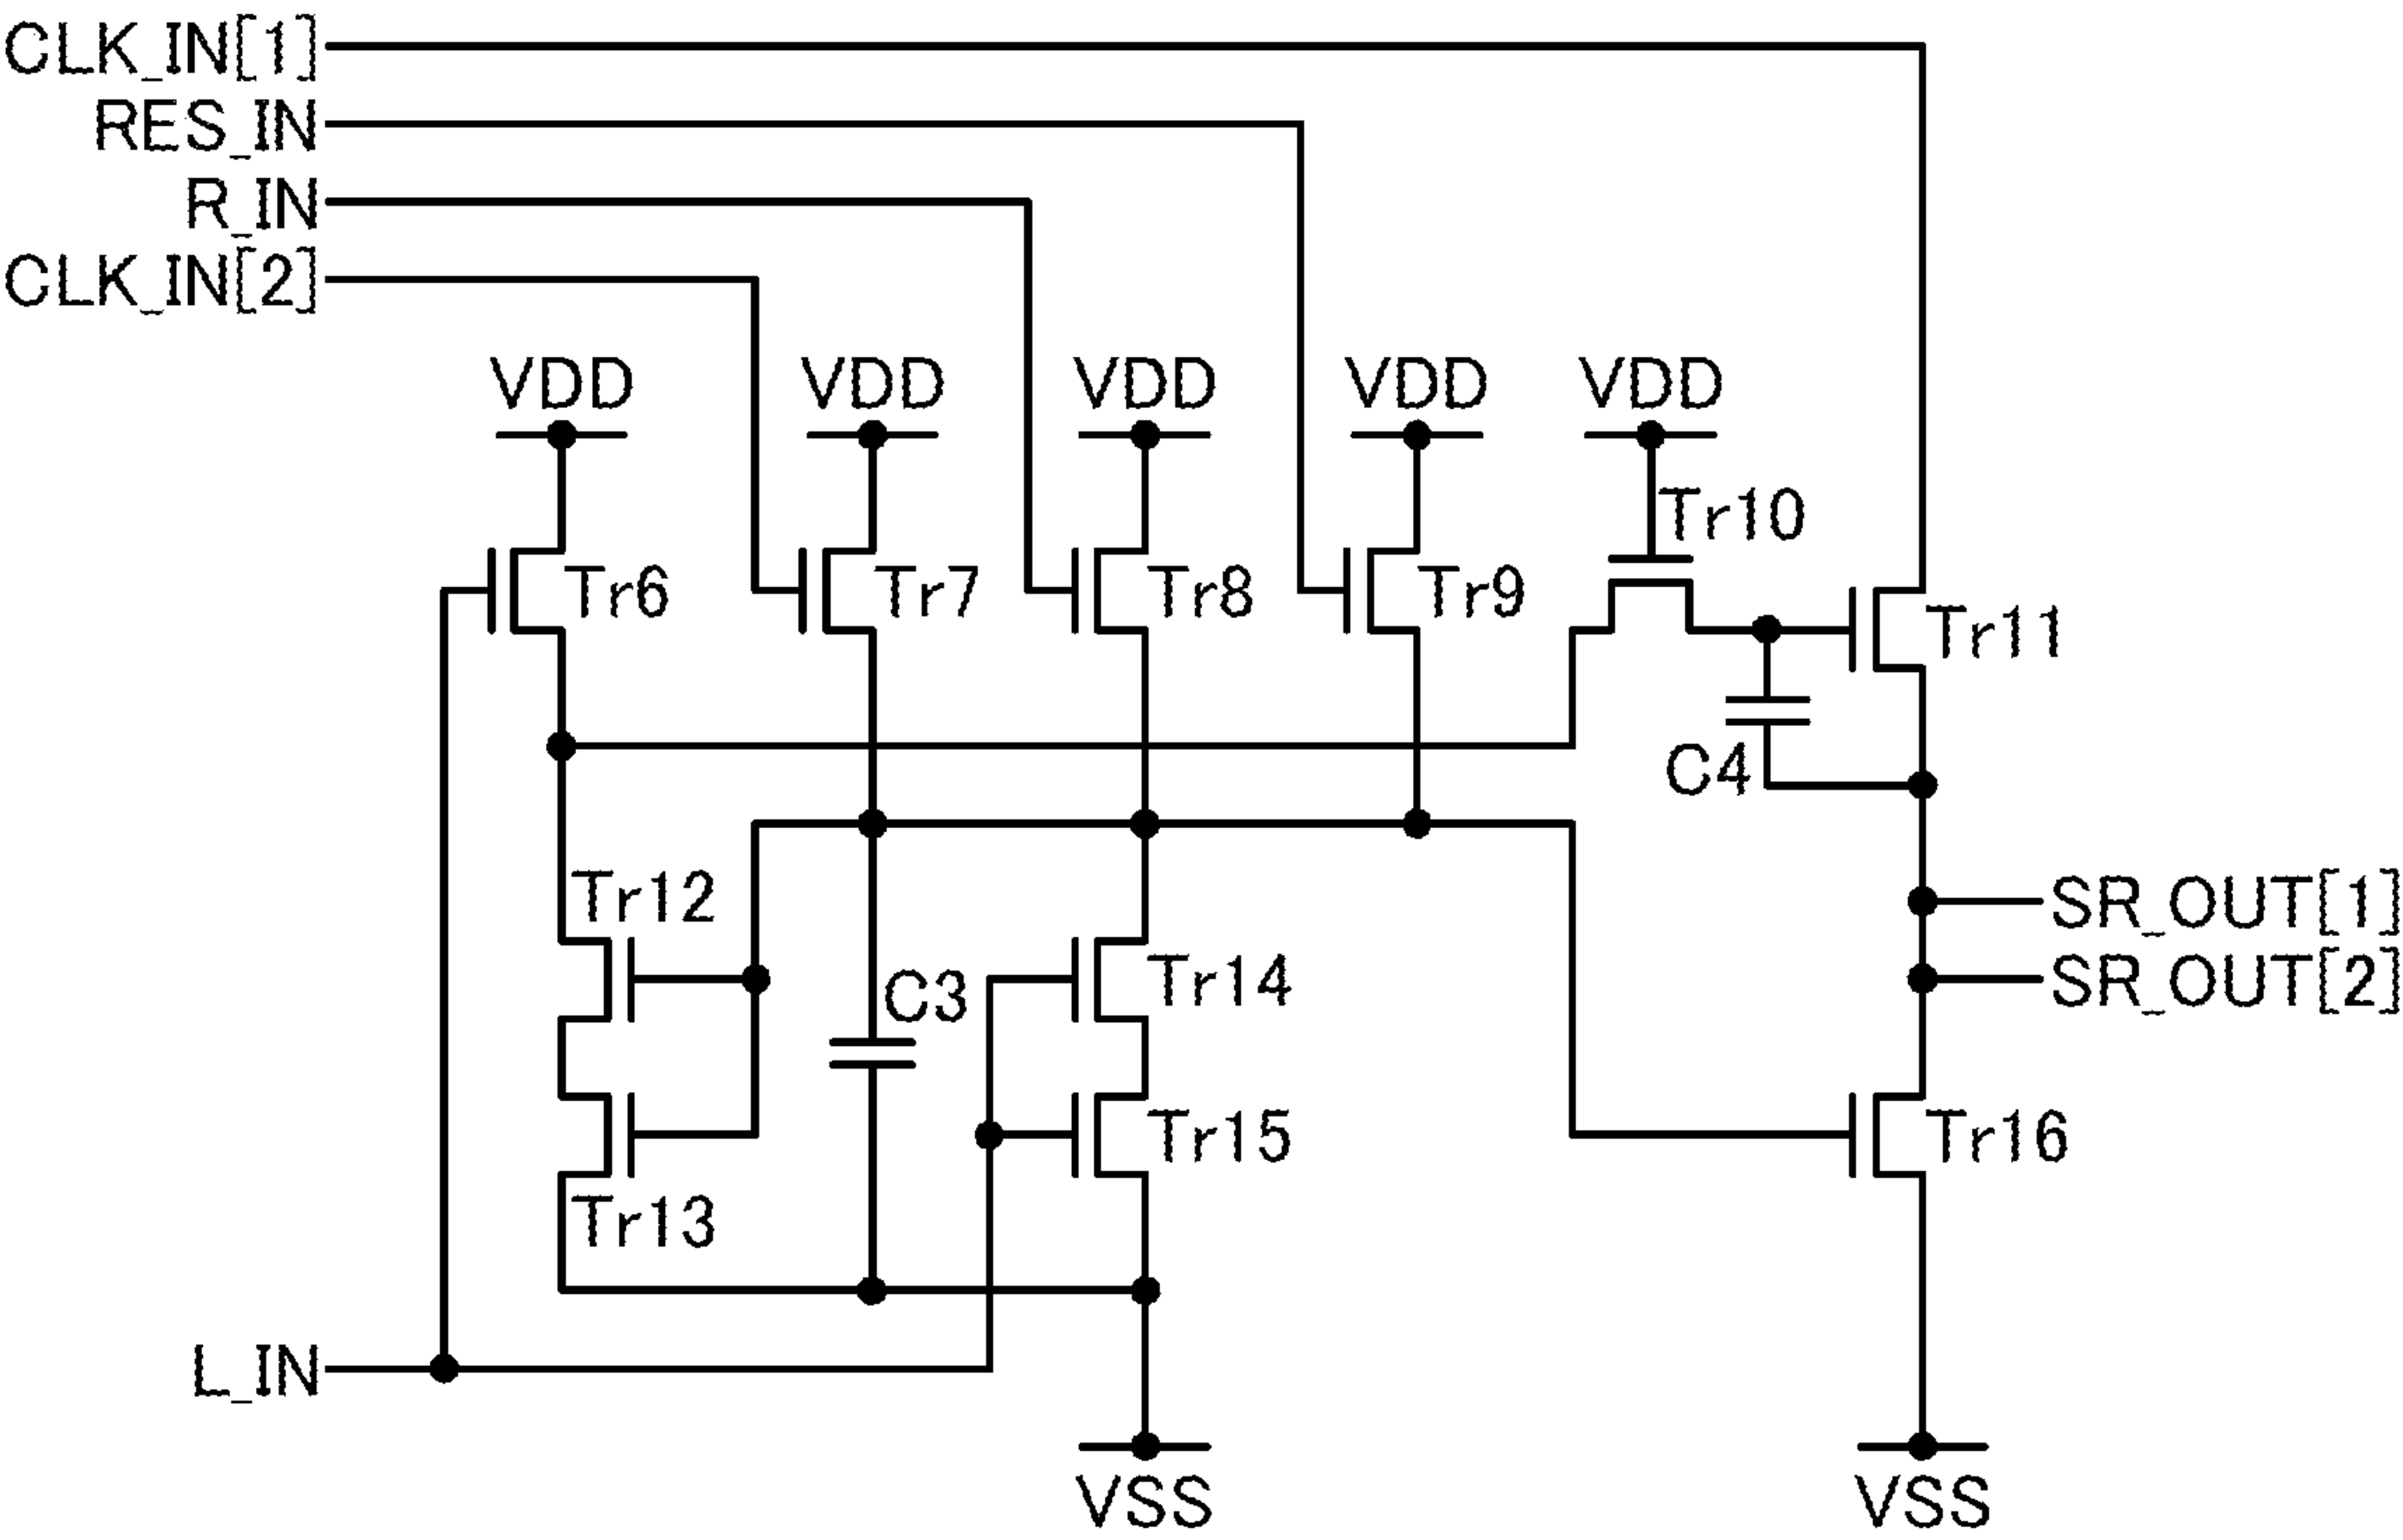 CLK_IN[1]
RES_IN
R_IN
CLK_IN[2]
VDD VDD VDD VDD VDD
Tr10
Tr6 Tr7 Tr8 Tr9 Tr11
C4
Tr12 SR_OUT[1]
C3 Tr14 SR_OUT[2]
Tr15 Tr16
Tr13
L_IN
VSS VSS